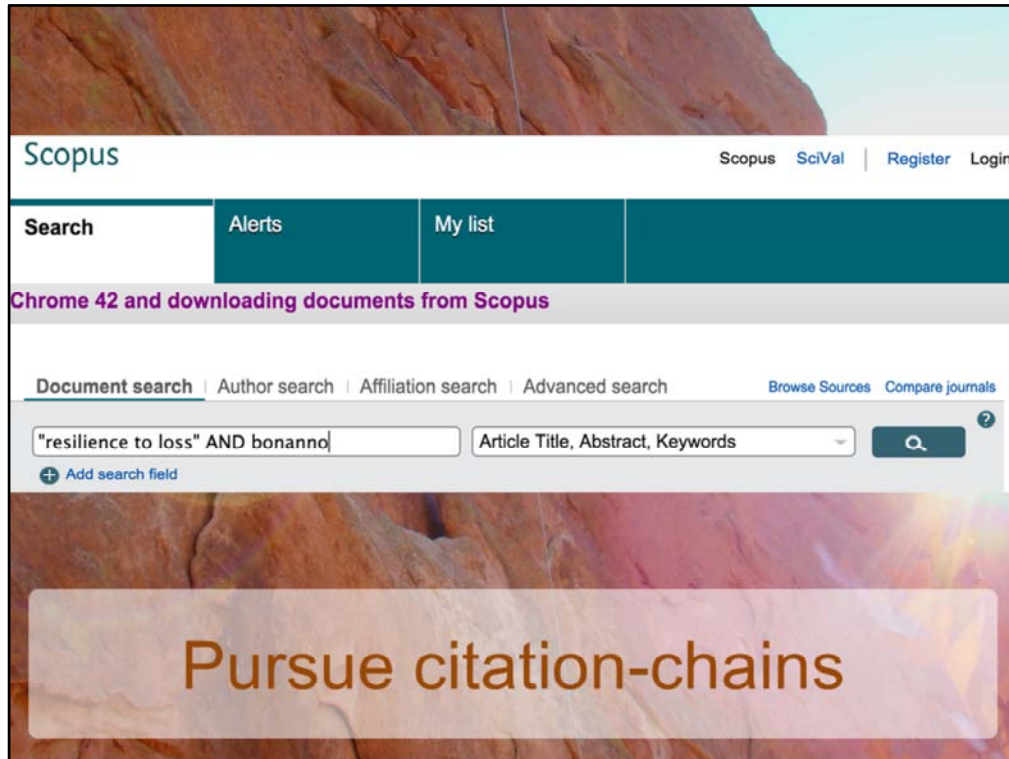 Scopus
Scopus SciVal | Register Login
Search Alerts My list
Chrome 42 and downloading documents from Scopus
Document search | Author search | Affiliation search | Advanced search Browse Sources Compare journals
"resilience to loss" AND bonanno Article Title, Abstract, Keywords ?
Add search field
Pursue citation-chains